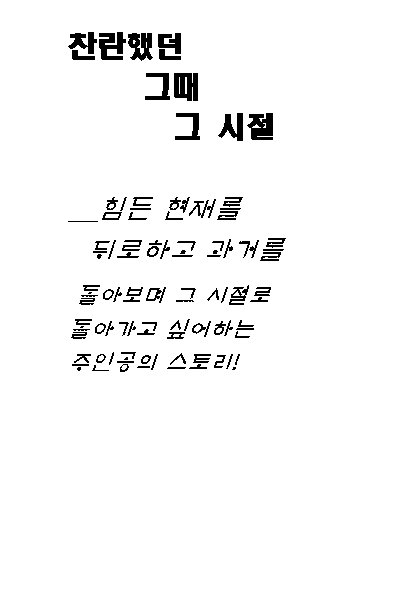 찬란했던
그때
그 시절
__힘든 현재를
뒤로하고 과거를
돌아보며 그 시절로
돌아가고 싶어하는
주인공의 스토리!